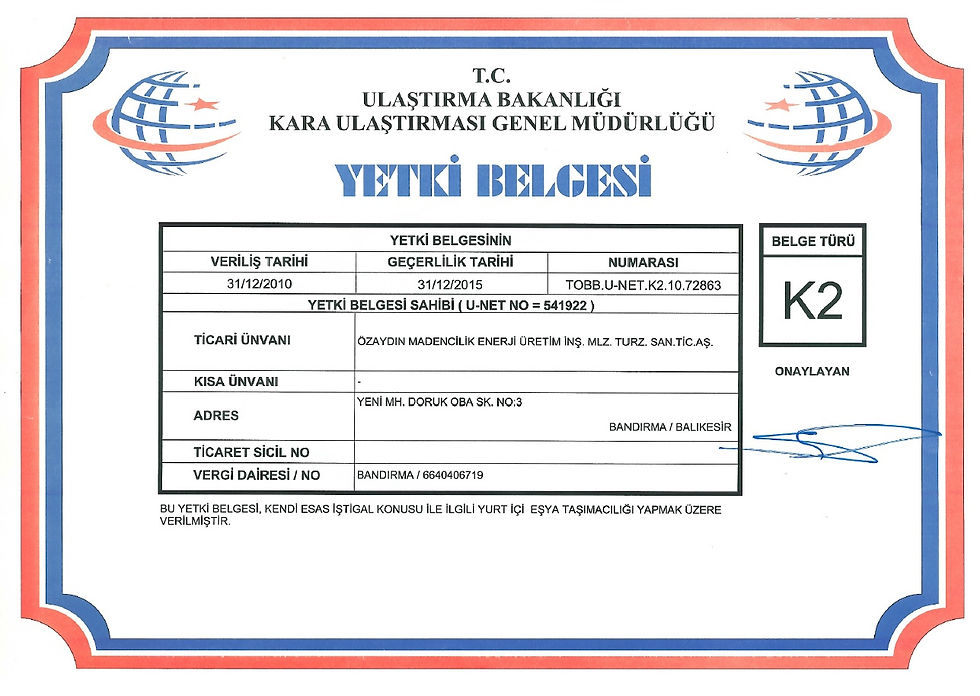 T.C.
ULAŞTIRMA BAKANLIĞI
KARA ULAŞTIRMASI GENEL MÜDÜRLÜĞÜ
YETKİ BELGESİ
YETKİ BELGESİNİN
VERİLİŞ TARİHİ GEÇERLİLİK TARİHİ NUMARASI
31/12/2010 31/12/2015 TOBB.U-NET.K2.10.72863
YETKİ BELGESİ SAHİBİ ( U-NET NO = 541922 )
TİCARİ ÜNVANI ÖZAYDIN MADENCİLİK ENERJİ ÜRETİM İNŞ. MLZ. TURZ. SAN.TİC.AŞ.
KISA ÜNVANI -
ADRES YENİ MH. DORUK OBA SK. NO:3
BANDIRMA / BALIKESİR
TİCARET SİCİL NO
VERGİ DAİRESİ / NO BANDIRMA / 6640406719
BELGE TÜRÜ
K2
ONAYLAYAN
BU YETKİ BELGESİ, KENDİ ESAS İŞTİGAL KONUSU İLE İLGİLİ YURT İÇİ EŞYA TAŞIMACILIĞI YAPMAK ÜZERE
VERİLMİŞTİR.